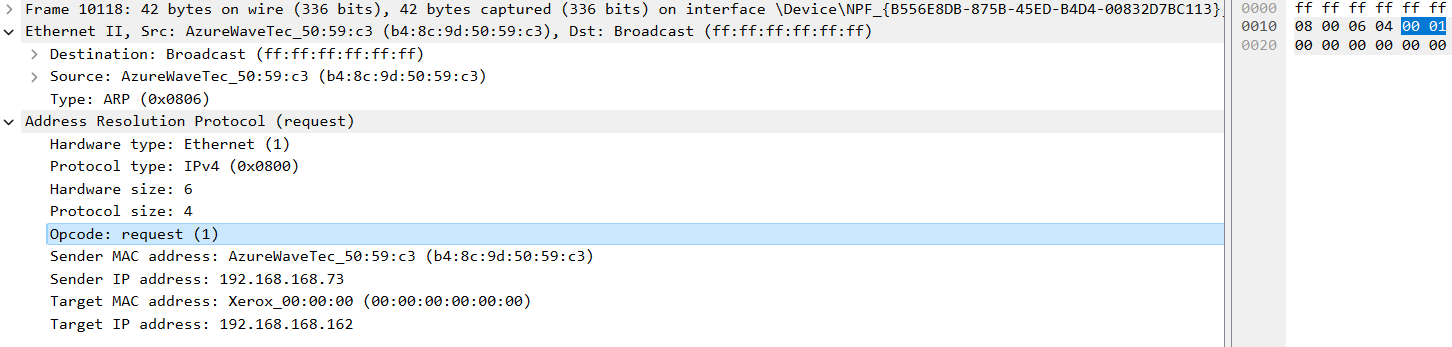 Frame 10118: 42 bytes on wire (336 bits), 42 bytes captured (336 bits) on interface \Device\NPF_{B556E8DB-875B-45ED-B4D4-00832D7BC113},
Ethernet II, Src: AzureWaveTec_50:59:c3 (b4:8c:9d:50:59:c3), Dst: Broadcast (ff:ff:ff:ff:ff:ff)
Destination: Broadcast (ff:ff:ff:ff:ff:ff)
Source: AzureWaveTec_50:59:c3 (b4:8c:9d:50:59:c3)
Type: ARP (0x0806)
Address Resolution Protocol (request)
Hardware type: Ethernet (1)
Protocol type: IPv4 (0x0800)
Hardware size: 6
Protocol size: 4
Opcode: request (1)
Sender MAC address: AzureWaveTec_50:59:c3 (b4:8c:9d:50:59:c3)
Sender IP address: 192.168.168.73
Target MAC address: Xerox_00:00:00 (00:00:00:00:00:00)
Target IP address: 192.168.168.162
0000 ff ff ff ff ff ff
0010 08 00 06 04 00 01
0020 00 00 00 00 00 00